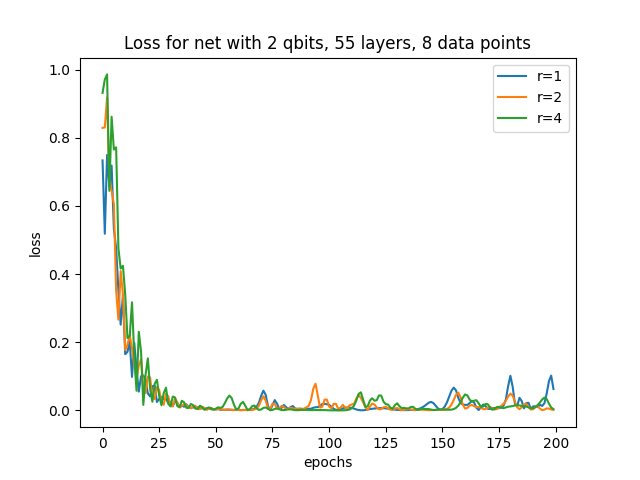 Loss for net with 2 qbits, 55 layers, 8 data points
r=1
r=2
r=4
loss
1.0
0.8
0.6
0.4
0.2
0.0
0 25 50 75 100 125 150 175 200
epochs